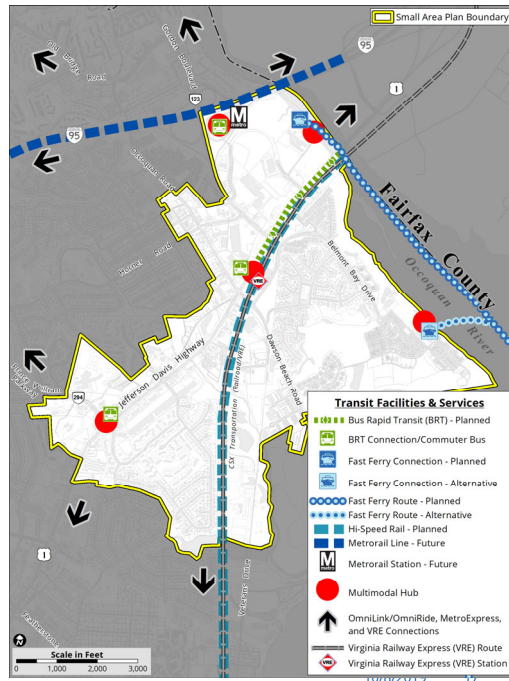 Small Area Plan Boundary
95
Old Bridge
Road
Gordon Boulevard
1
123
M
metro
95
Occoquan Road
Fairfax County
Horner Road
Belmont Bay Drive
Occoquan
River
VRE
Jefferson Davis Highway
Dawson Beach Road
CSX Transportation (Railroad/VRE)
Prince William
Parkway
294
1
Veterans Drive
Featherstone
N
Scale in Feet
0 1,000 2,000 3,000
Transit Facilities & Services
Bus Rapid Transit (BRT) - Planned
BRT Connection/Commuter Bus
Fast Ferry Connection - Planned
Fast Ferry Connection - Alternative
Fast Ferry Route - Planned
Fast Ferry Route - Alternative
Hi-Speed Rail - Planned
Metrorail Line - Future
M
metro
Metrorail Station - Future
Multimodal Hub
OmniLink/OmniRide, MetroExpress,
and VRE Connections
Virginia Railway Express (VRE) Route
VRE
Virginia Railway Express (VRE) Station